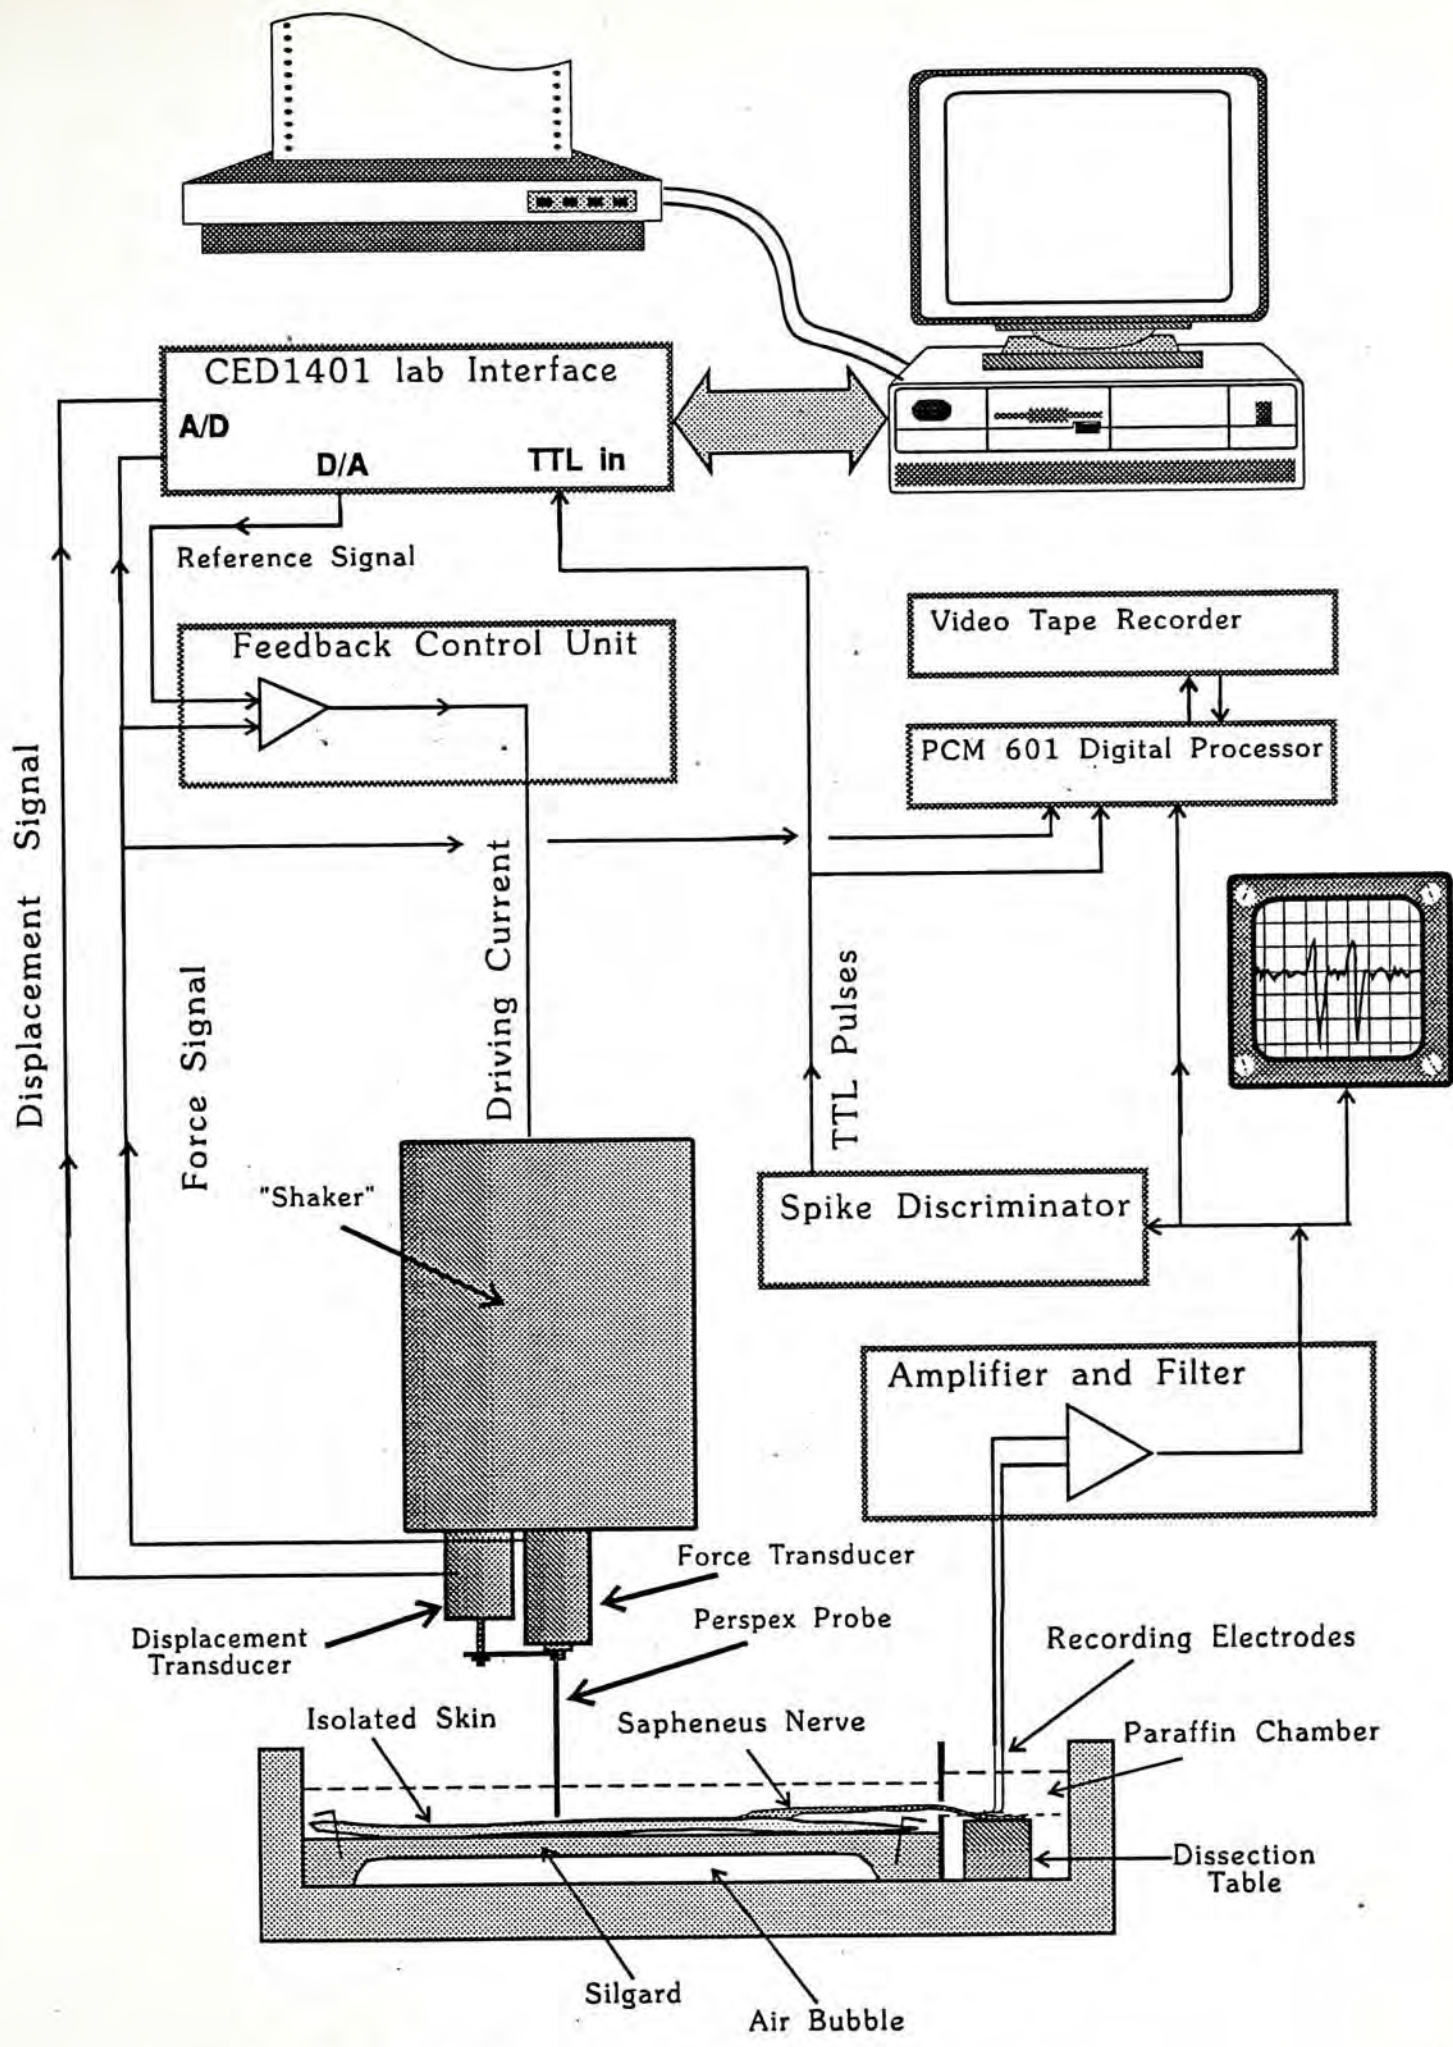 CED1401 lab Interface
A/D
D/A
TTL in
Reference Signal
Feedback Control Unit
Video Tape Recorder
PCM 601 Digital Processor
Displacement Signal
Force Signal
Driving Current
TTL Pulses
"Shaker"
Spike Discriminator
Amplifier and Filter
Force Transducer
Perspex Probe
Displacement
Transducer
Recording Electrodes
Isolated Skin
Sapheneus Nerve
Paraffin Chamber
Dissection
Table
Silgard
Air Bubble